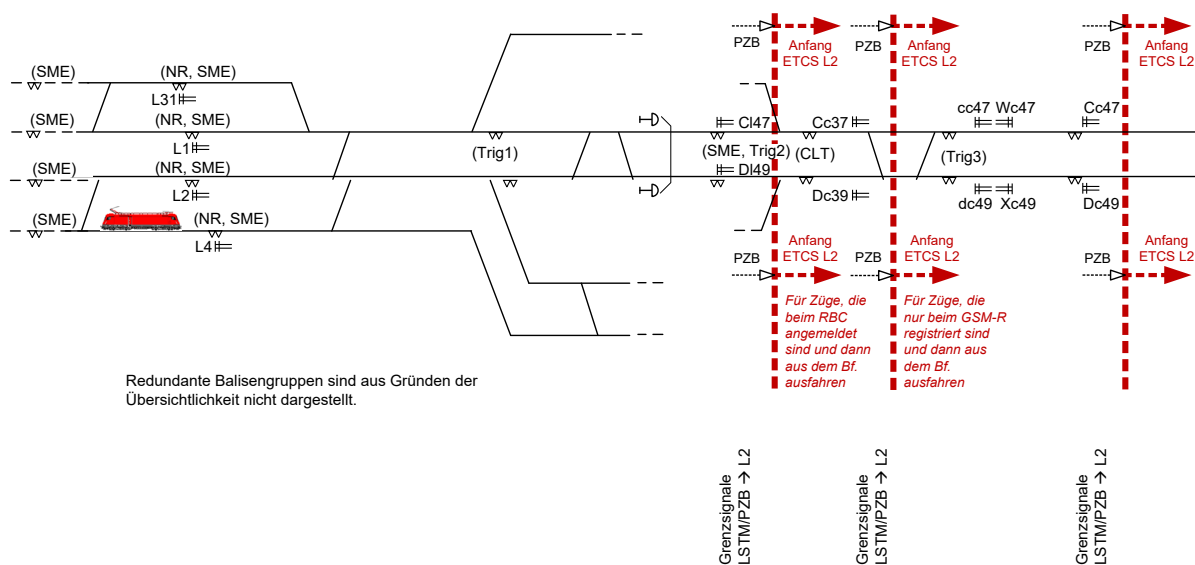 PZB
Anfang
ETCS L2
PZB
Anfang
ETCS L2
PZB
Anfang
ETCS L2
(SME)
(NR, SME)
L31
(SME)
(NR, SME)
L1
(Trig1)
Cl47
(SME, Trig2)
(CLT)
Cc37
cc47
Wc47
Cc47
(Trig3)
(SME)
(NR, SME)
L2
Dl49
Dc39
dc49
Xc49
Dc49
(SME)
(NR, SME)
L4
PZB
Anfang
ETCS L2
PZB
Anfang
ETCS L2
PZB
Anfang
ETCS L2
Für Züge, die
beim RBC
angemeldet
sind und dann
aus dem Bf.
ausfahren
Für Züge, die
nur beim GSM-R
registriert sind
und dann aus
dem Bf.
ausfahren
Redundante Balisengruppen sind aus Gründen der
Übersichtlichkeit nicht dargestellt.
Grenzsignale
LSTM/PZB → L2
Grenzsignale
LSTM/PZB → L2
Grenzsignale
LSTM/PZB → L2